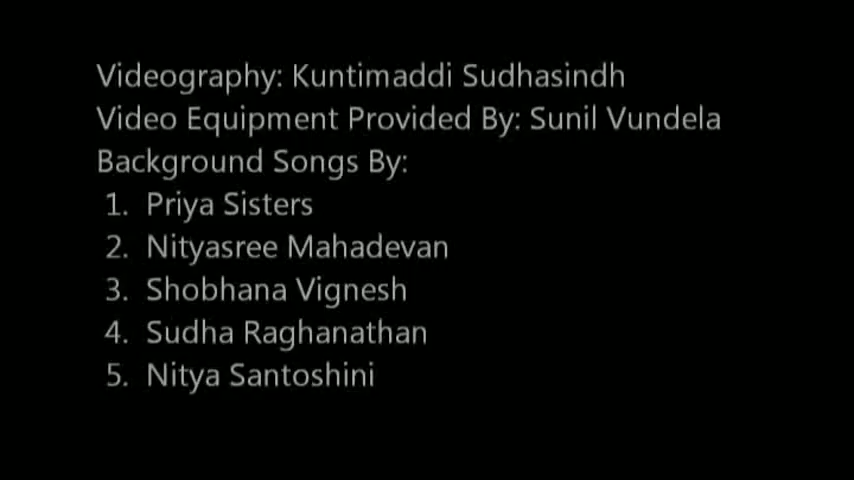 Videography: Kuntimaddi Sudhasindh
Video Equipment Provided By: Sunil Vundela
Background Songs By:
1. Priya Sisters
2. Nityasree Mahadevan
3. Shobhana Vignesh
4. Sudha Raghanathan
5. Nitya Santoshini